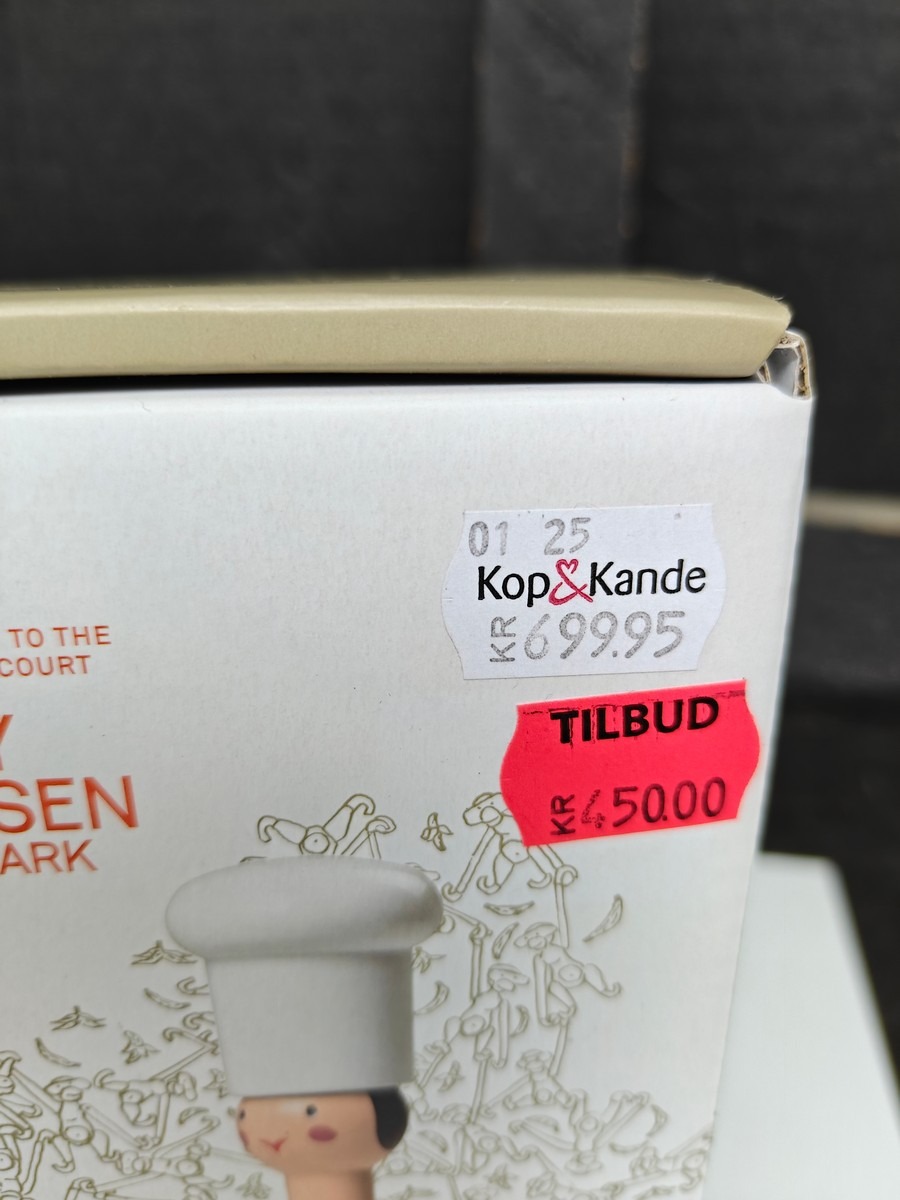 TO THE
COURT
Y
SEN
ARK
01 25
Kop&Kande
KR 699.95
TILBUD
KR 450.00